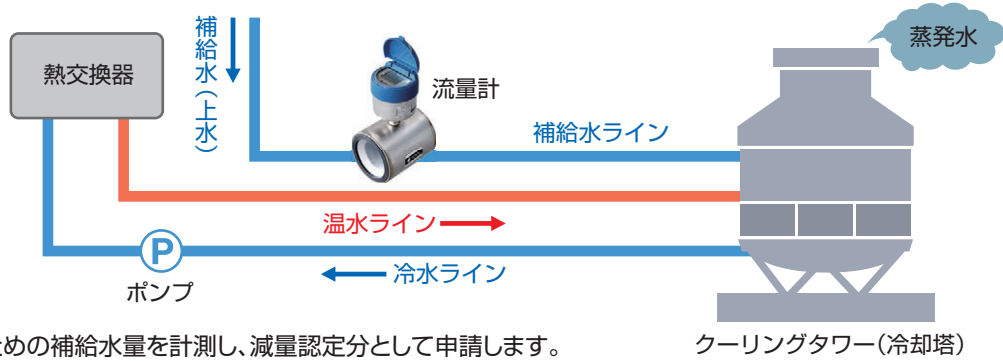 熱交換器
補給水(上水)
流量計
補給水ライン
蒸発水
温水ライン
冷水ライン
P
ポンプ
めの補給水量を計測し、減量認定分として申請します。
クーリングタワー(冷却塔)